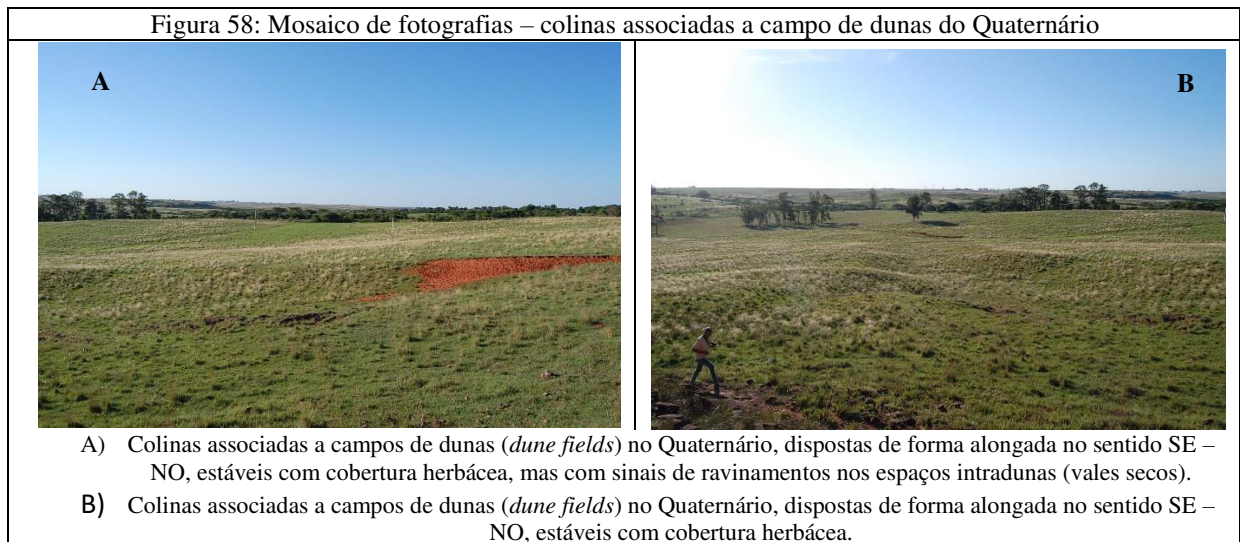 Figura 58: Mosaico de fotografias – colinas associadas a campo de dunas do Quaternário
A
B
A) Colinas associadas a campos de dunas (dune fields) no Quaternário, dispostas de forma alongada no sentido SE –
NO, estáveis com cobertura herbácea, mas com sinais de ravinamentos nos espaços intradunas (vales secos).
B) Colinas associadas a campos de dunas (dune fields) no Quaternário, dispostas de forma alongada no sentido SE –
NO, estáveis com cobertura herbácea.